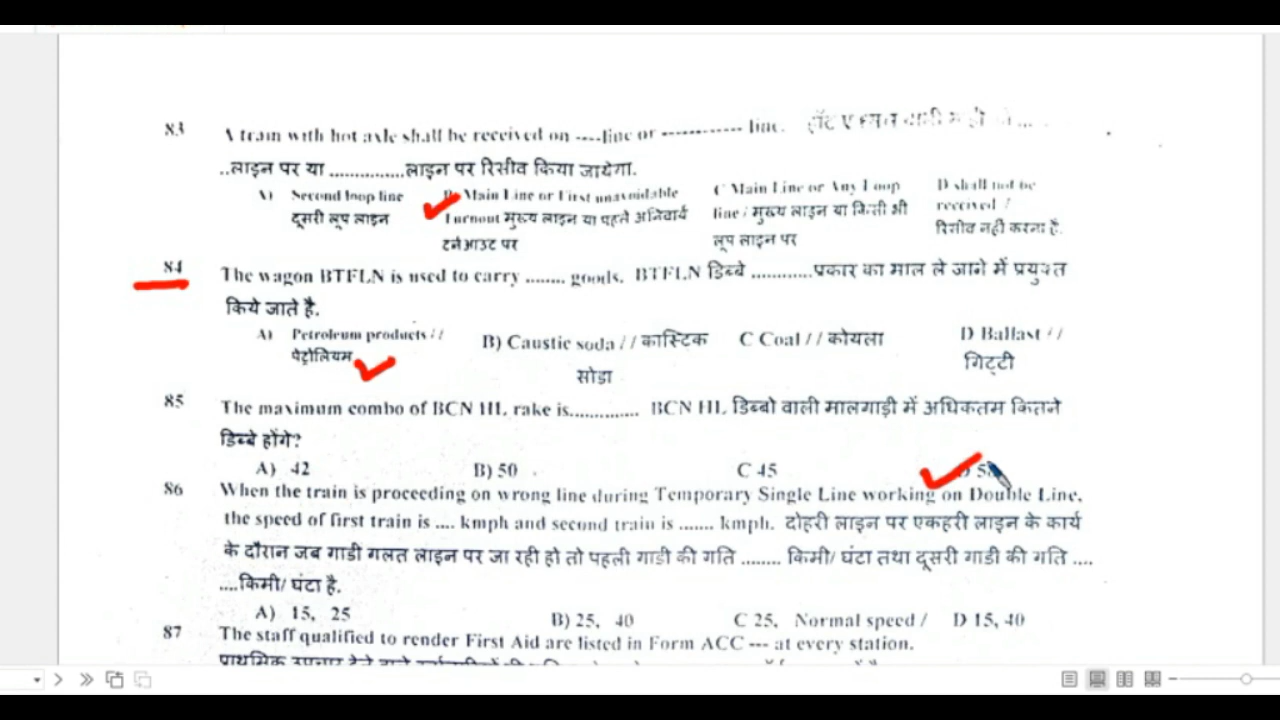 83 A train with hot axle shall be received on ----line or ------------ line. हॉट
..लाइन पर या ...............लाइन पर रिसीव किया जायेगा.
A) Second loop line Main Line or First unavoidable C Main Line or Any Loop D shall not be
दूसरी लूप लाइन Turnout मुख्य लाइन या पहले अनिवार्य line / मुख्य लाइन या किसी भी received /
टर्नआउट पर लूप लाइन पर रिसीव नही करना है.
84 The wagon BTFLN is used to carry ........ goods. BTFLN डिब्बे .............प्रकार का माल ले जाने में प्रयुक्त
किये जाते है.
A) Petroleum products // B) Caustic soda // कास्टिक C Coal // कोयला D Ballast //
पेट्रोलियम सोडा गिट्टी
85 The maximum combo of BCN HL rake is............. BCN HL डिब्बो वाली मालगाड़ी में अधिकतम कितने
डिब्बे होंगे?
A) 42 B) 50 C 45
86 When the train is proceeding on wrong line during Temporary Single Line working on Double Line,
the speed of first train is .... kmph and second train is ....... kmph. दोहरी लाइन पर एकहरी लाइन के कार्य
के दौरान जब गाडी गलत लाइन पर जा रही हो तो पहली गाडी की गति ........ किमी/ घंटा तथा दूसरी गाडी की गति ....
....किमी/ घंटा है.
A) 15, 25 B) 25, 40 C 25, Normal speed / D 15, 40
87 The staff qualified to render First Aid are listed in Form ACC --- at every station.